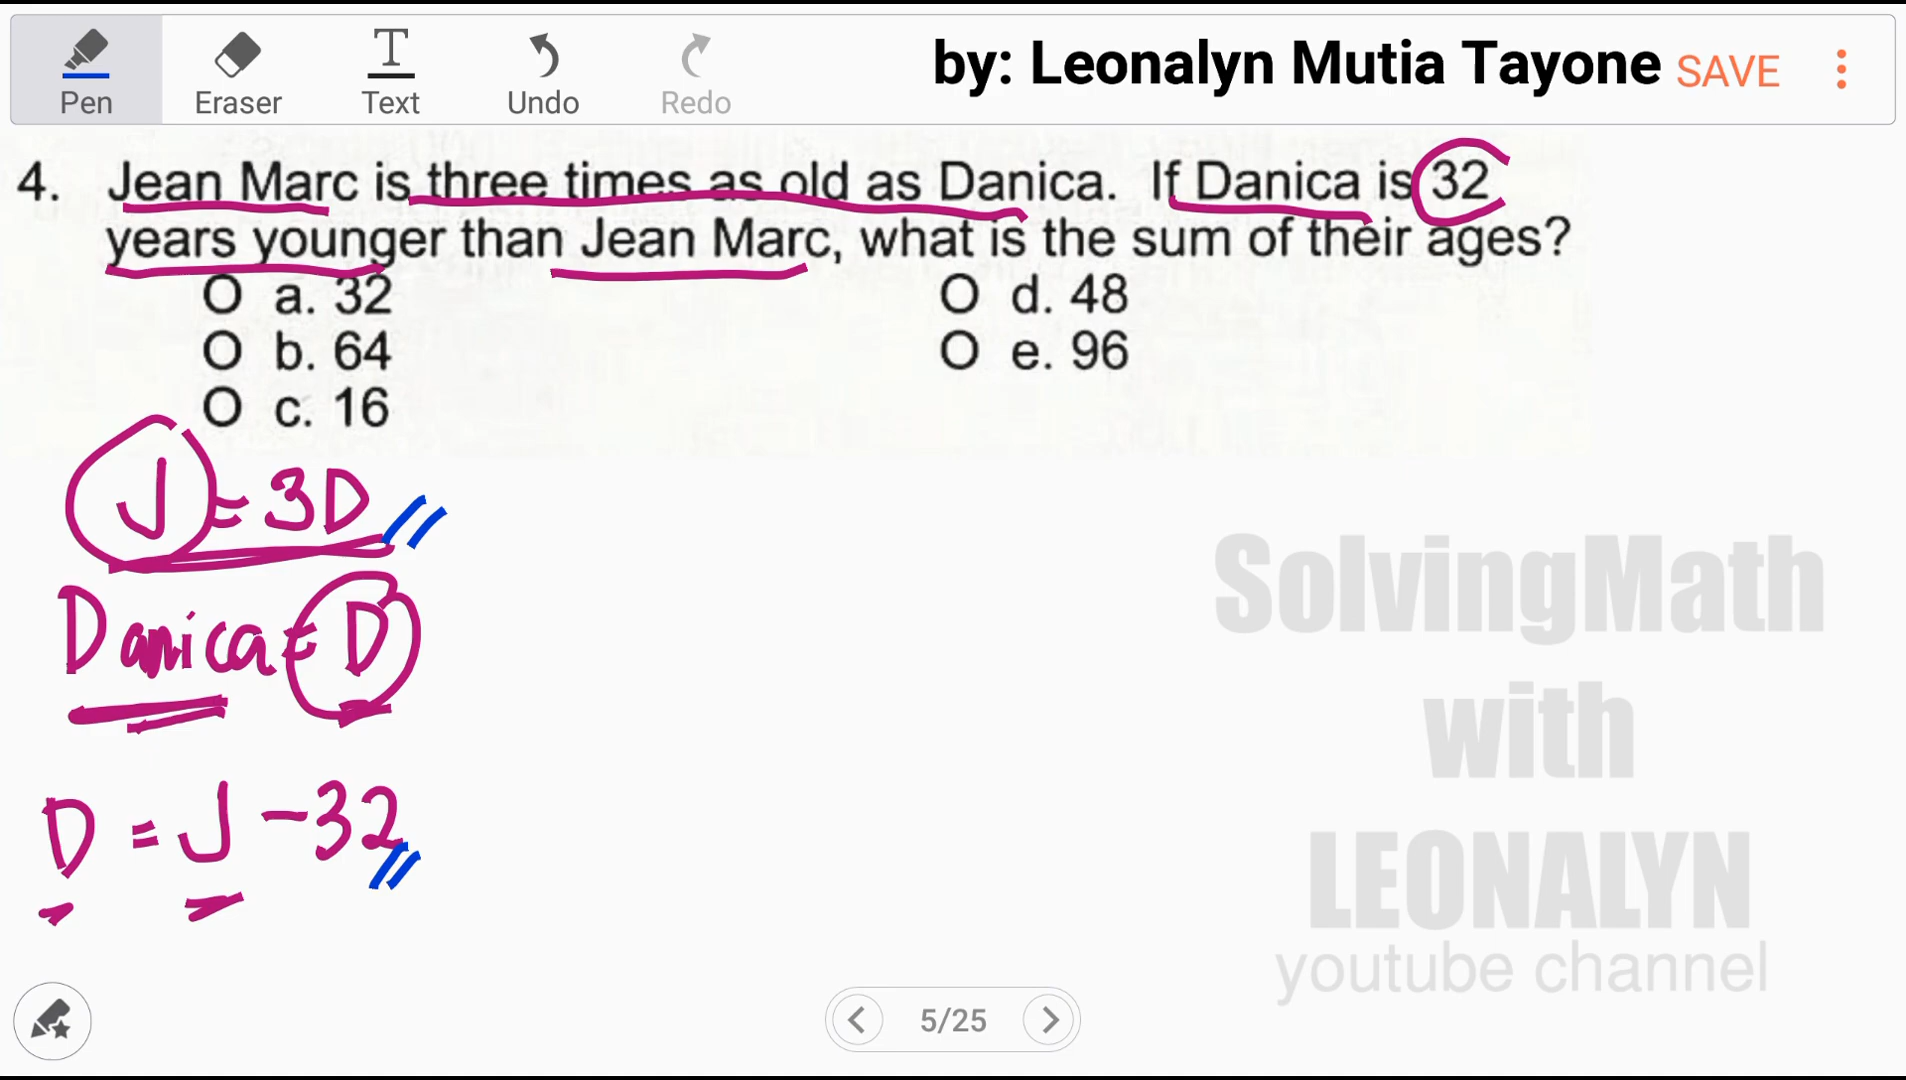 Pen
Eraser
Text
Undo
Redo
by: Leonalyn Mutia Tayone
SAVE
4. Jean Marc is three times as old as Danica. If Danica is 32
years younger than Jean Marc, what is the sum of their ages?
O a. 32
O d. 48
O b. 64
O e. 96
O c. 16
J = 3D
Danica = D
D = J - 32
SolvingMath
with
LEONALYN
youtube channel
5/25